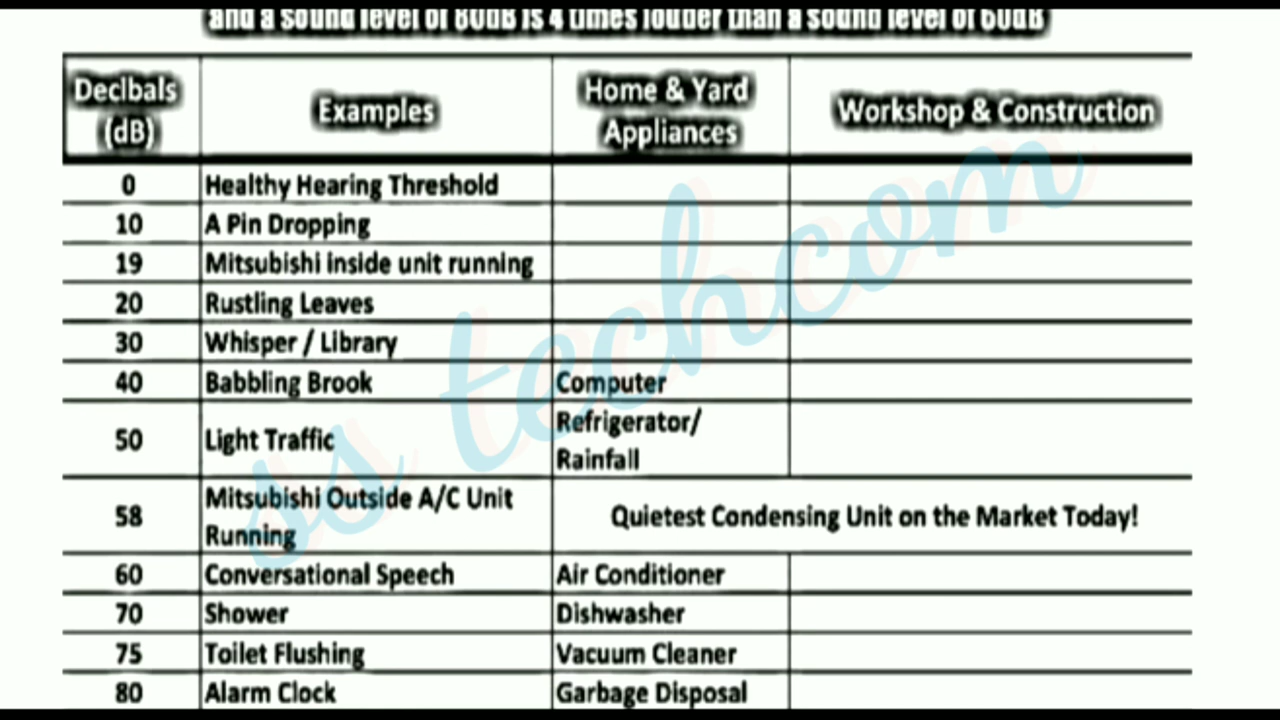 and a sound level of 80dB is 4 times louder than a sound level of 60dB
Decibals
(dB)
Examples
Home & Yard
Appliances
Workshop & Construction
0 Healthy Hearing Threshold
10 A Pin Dropping
19 Mitsubishi inside unit running
20 Rustling Leaves
30 Whisper / Library
40 Babbling Brook Computer
50 Light Traffic Refrigerator/
Rainfall
58 Mitsubishi Outside A/C Unit
Running
Quietest Condensing Unit on the Market Today!
60 Conversational Speech Air Conditioner
70 Shower Dishwasher
75 Toilet Flushing Vacuum Cleaner
80 Alarm Clock Garbage Disposal
ss techcom